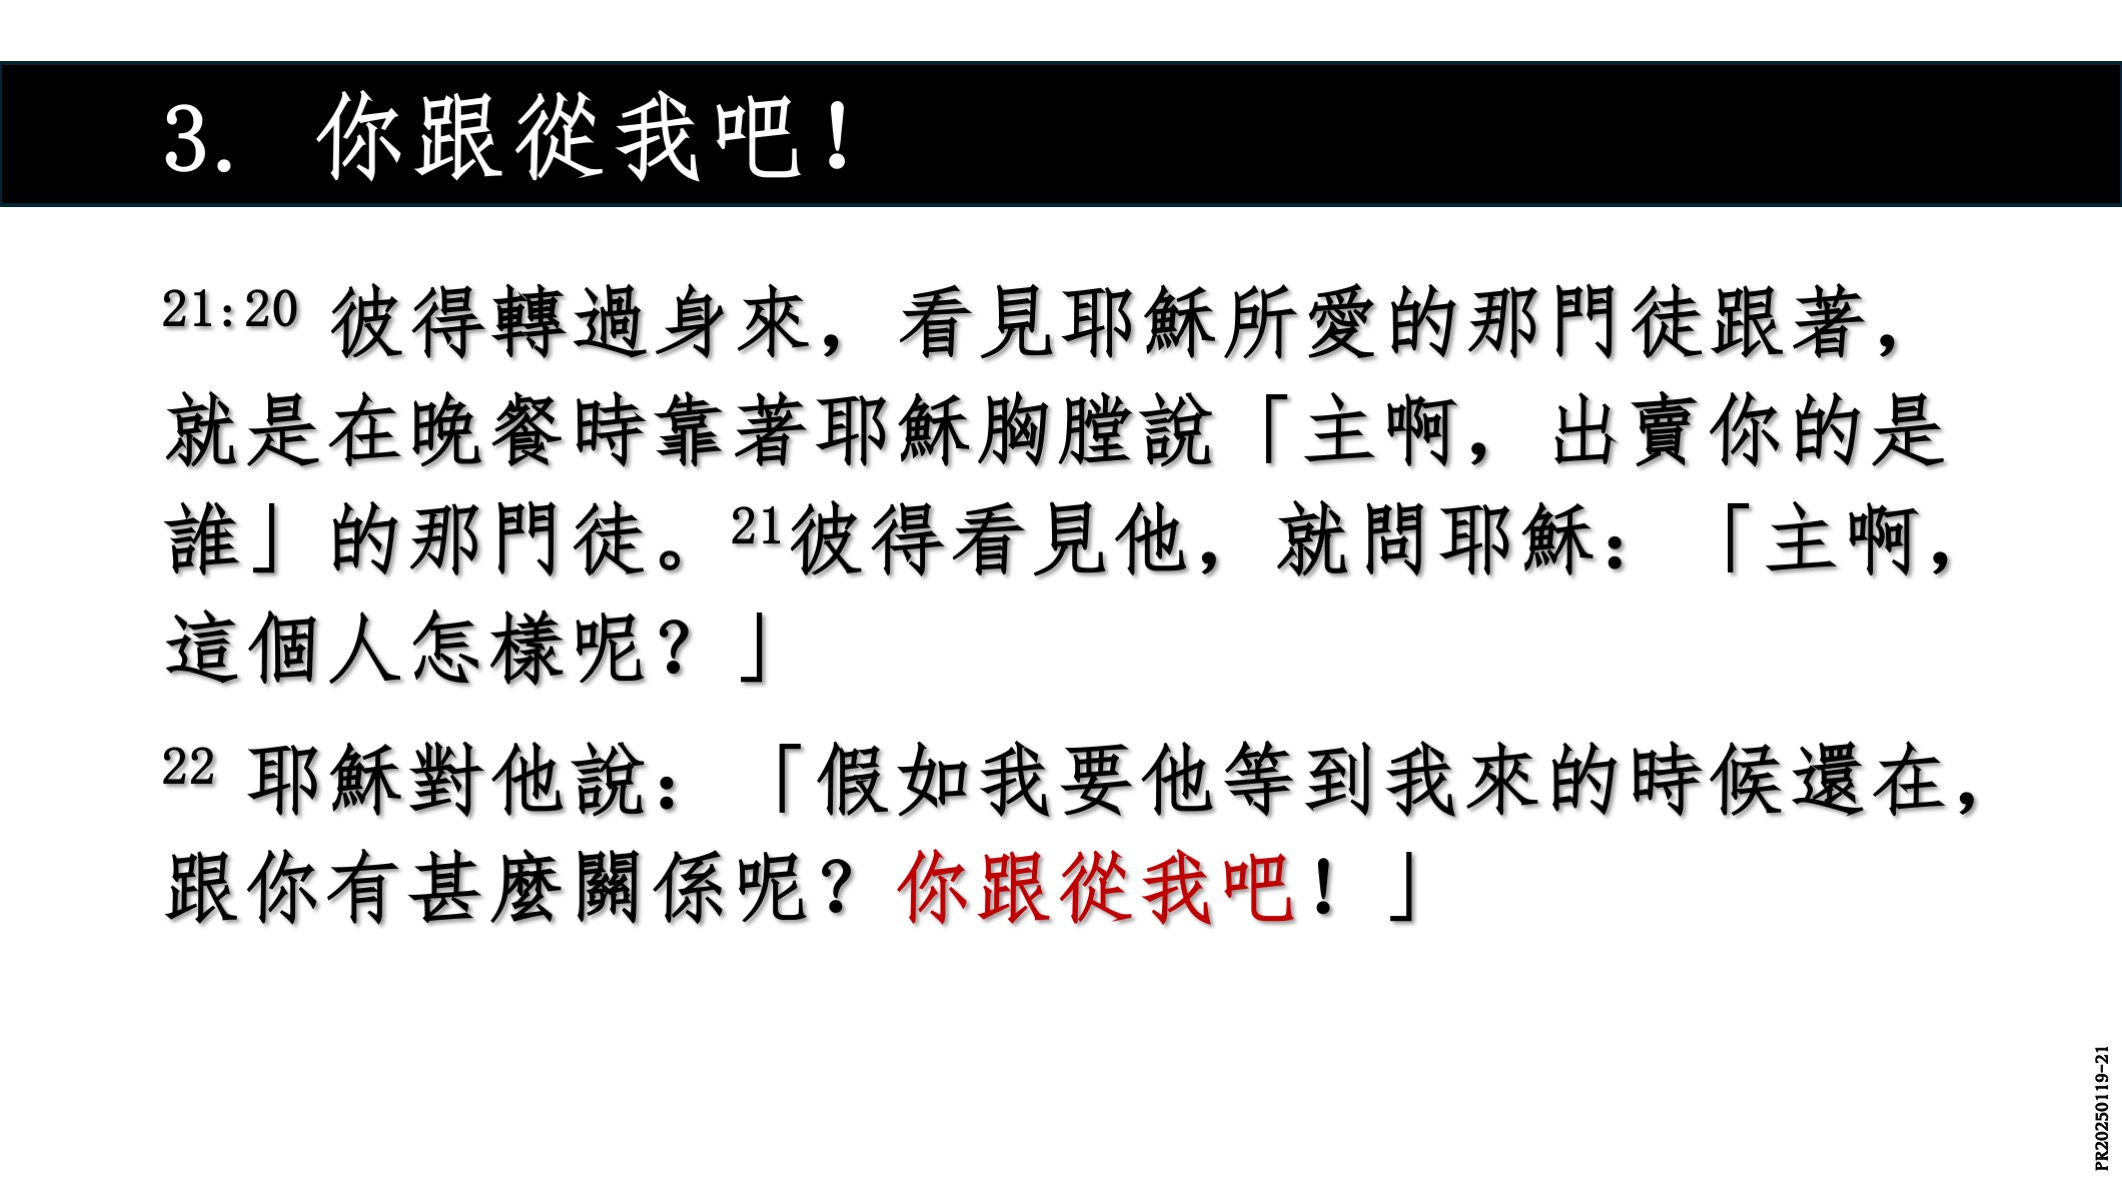 3. 你跟從我吧！
21:20 彼得轉過身來，看見耶穌所愛的那門徒跟著，
就是在晚餐時靠著耶穌胸膛說「主啊，出賣你的是
誰」的那門徒。21彼得看見他，就問耶穌：「主啊，
這個人怎樣呢？」
22 耶穌對他說：「假如我要他等到我來的時候還在，
跟你有甚麼關係呢？你跟從我吧！」
PR20250119-21